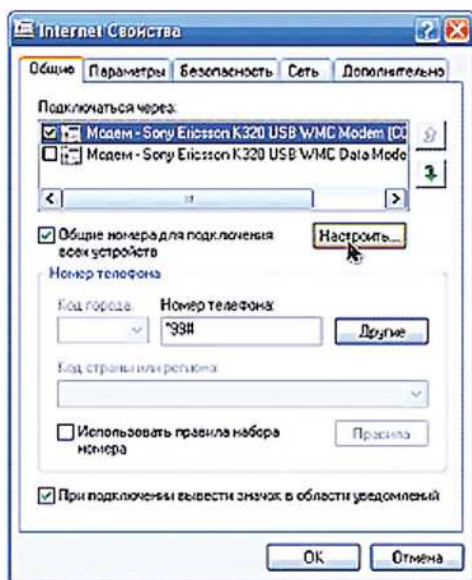 Internet Свойства
Общие Параметры Безопасность Сеть Дополнительно
Подключаться через:
Модем - Sony Ericsson K320 USB WMC Modem (CO
Модем - Sony Ericsson K320 USB WMC Data Mode
Общие номера для подключения
всех устройств
Настроить...
Номер телефона
Код города: Номер телефона:
*99# Другие
Код страны или региона:
Использовать правила набора
номера
Правила
При подключении вывести значок в области уведомлений
OK Отмена